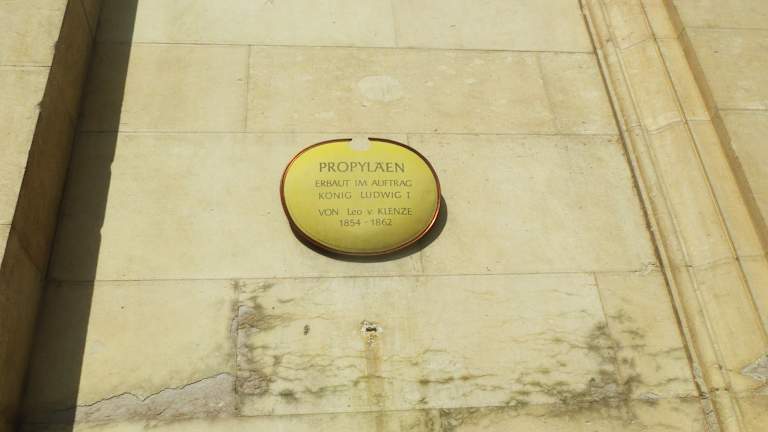 PROPYLÄEN
ERBAUT IM AUFTRAG
KÖNIG LUDWIG I
VON Leo v. KLENZE
1854-1862